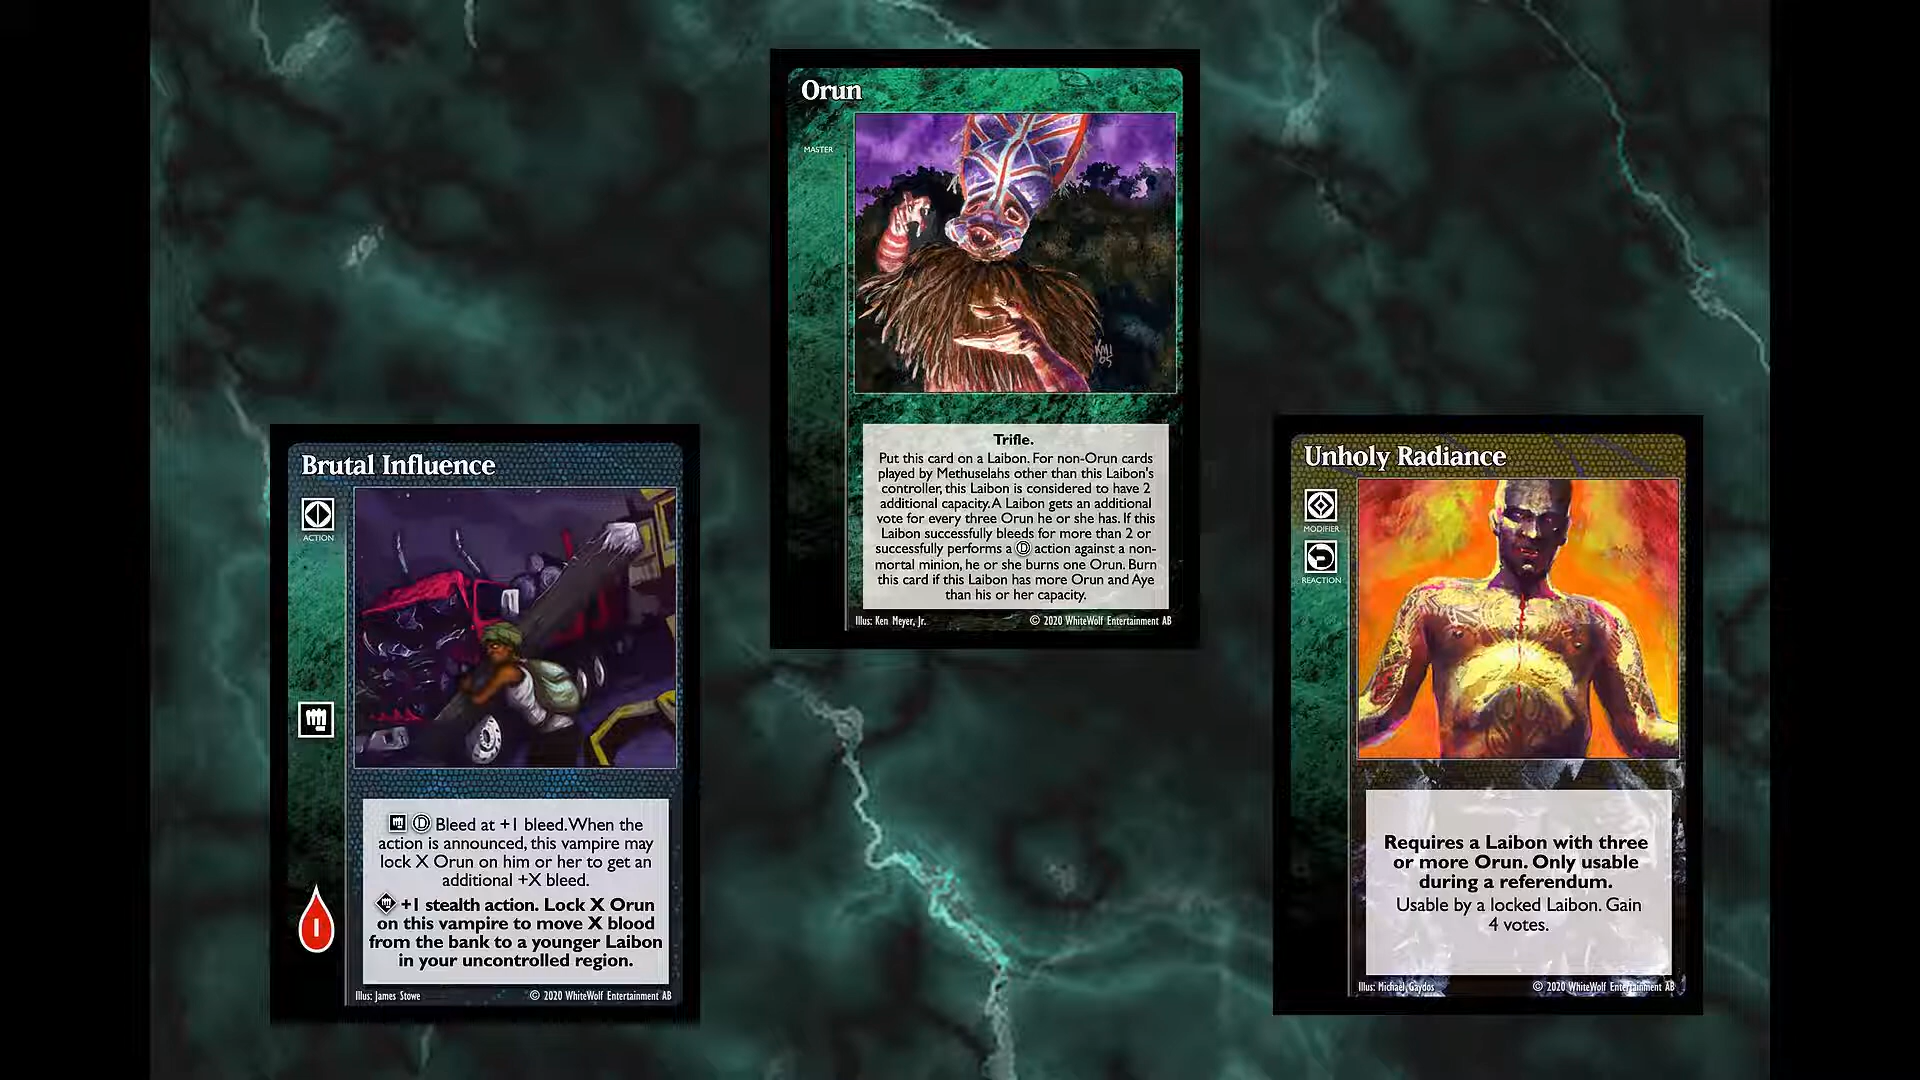 Orun
MASTER
Trifle.
Put this card on a Laibon. For non-Orun cards
played by Methuselahs other than this Laibon's
controller, this Laibon is considered to have 2
additional capacity. A Laibon gets an additional
vote for every three Orun he or she has. If this
Laibon successfully bleeds for more than 2 or
successfully performs a Ⓓ action against a non-
mortal minion, he or she burns one Orun. Burn
this card if this Laibon has more Orun and Aye
than his or her capacity.
Illus: Ken Meyer, Jr.
© 2020 WhiteWolf Entertainment AB
KMJ
05
Brutal Influence
ACTION
Ⓓ Bleed at +1 bleed. When the
action is announced, this vampire may
lock X Orun on him or her to get an
additional +X bleed.
+1 stealth action. Lock X Orun
on this vampire to move X blood
from the bank to a younger Laibon
in your uncontrolled region.
1
Illus: James Stowe
© 2020 WhiteWolf Entertainment AB
Unholy Radiance
MODIFIER
REACTION
Requires a Laibon with three
or more Orun. Only usable
during a referendum.
Usable by a locked Laibon. Gain
4 votes.
Illus: Michael Gaydos
© 2020 WhiteWolf Entertainment AB